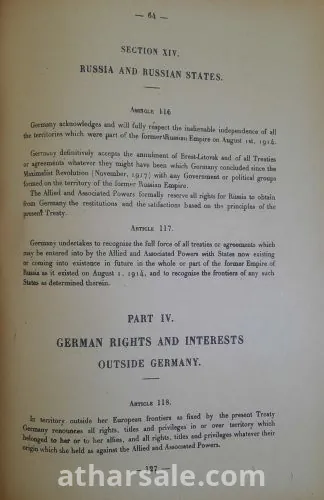 — 64 —
SECTION XIV.
RUSSIA AND RUSSIAN STATES.
ARTICLE 116
Germany acknowledges and will fully respect the inalienable independence of all
the territories which were part of the former Russian Empire on August 1st, 1914.
Germany definitively accepts the annulment of Brest-Litovsk and of all Treaties
or agreements whatever they might have been which Germany concluded since the
Maximalist Revolution [November, 1917] with any Government or political groups
formed on the territory of the former Russian Empire.
The Allied and Associated Powers formally reserve all rights for Russia to obtain
from Germany the restitutions and the satisfactions based on the principles of the
present Treaty.
ARTICLE 117.
Germany undertakes to recognize the full force of all treaties or agreements which
may be entered into by the Allied and Associated Powers with States now existing
or coming into existence in future in the whole or part of the former Empire of
Russia as it existed on August 1, 1914, and to recognize the frontiers of any such
States as determined therein.
PART IV.
GERMAN RIGHTS AND INTERESTS
OUTSIDE GERMANY.
ARTICLE 118.
In territory outside her European frontiers as fixed by the present Treaty
Germany renounces all rights, titles and privileges in or over territory which
belonged to her or to her allies, and all rights, titles and privileges whatever their
origin which she held as against the Allied and Associated Powers.
— 127 —
atharsale.com